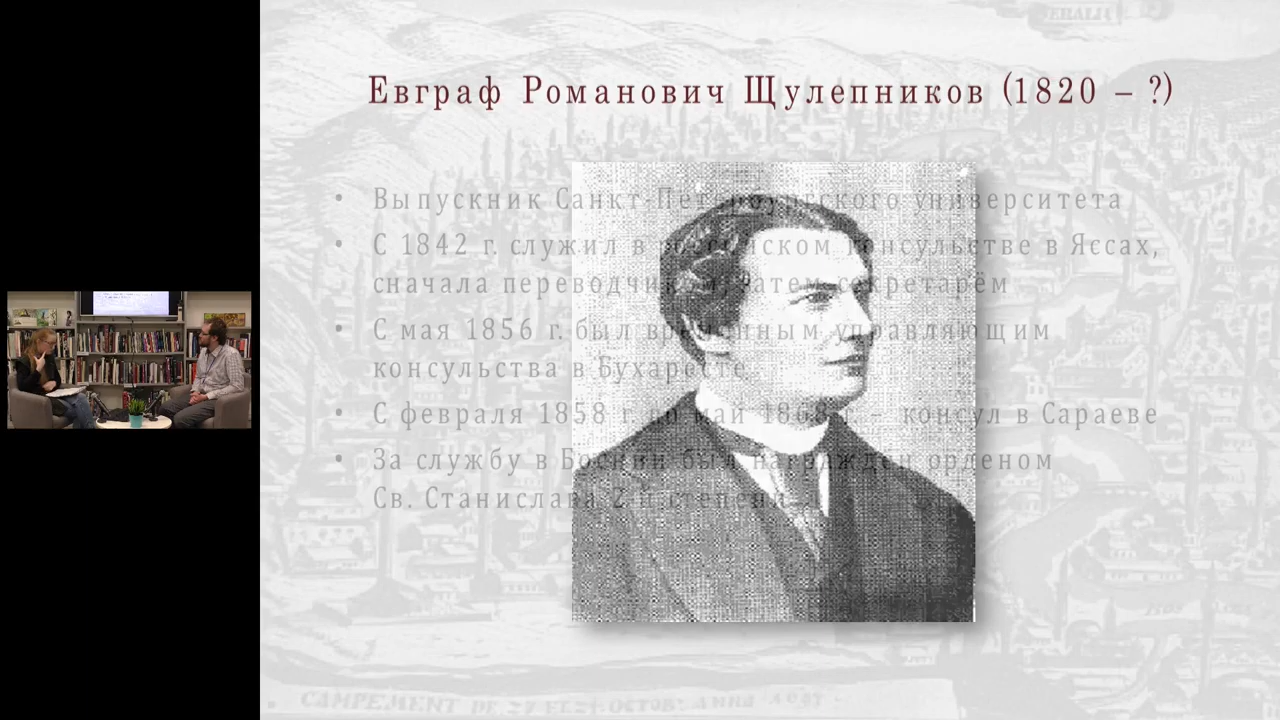 Евграф Романович Щулепников (1820 – ?)
• Выпускник Санкт-Петербургского университета
• С 1842 г. служил в российском консульстве в Яссах,
сначала переводчиком, затем секретарём
• С мая 1856 г. был временным управляющим
консульства в Бухаресте
• С февраля 1858 г. по май 1868 г. – консул в Сараеве
• За службу в Боснии был награждён орденом
Св. Станислава 2-й степени
CAMPEMENT DE